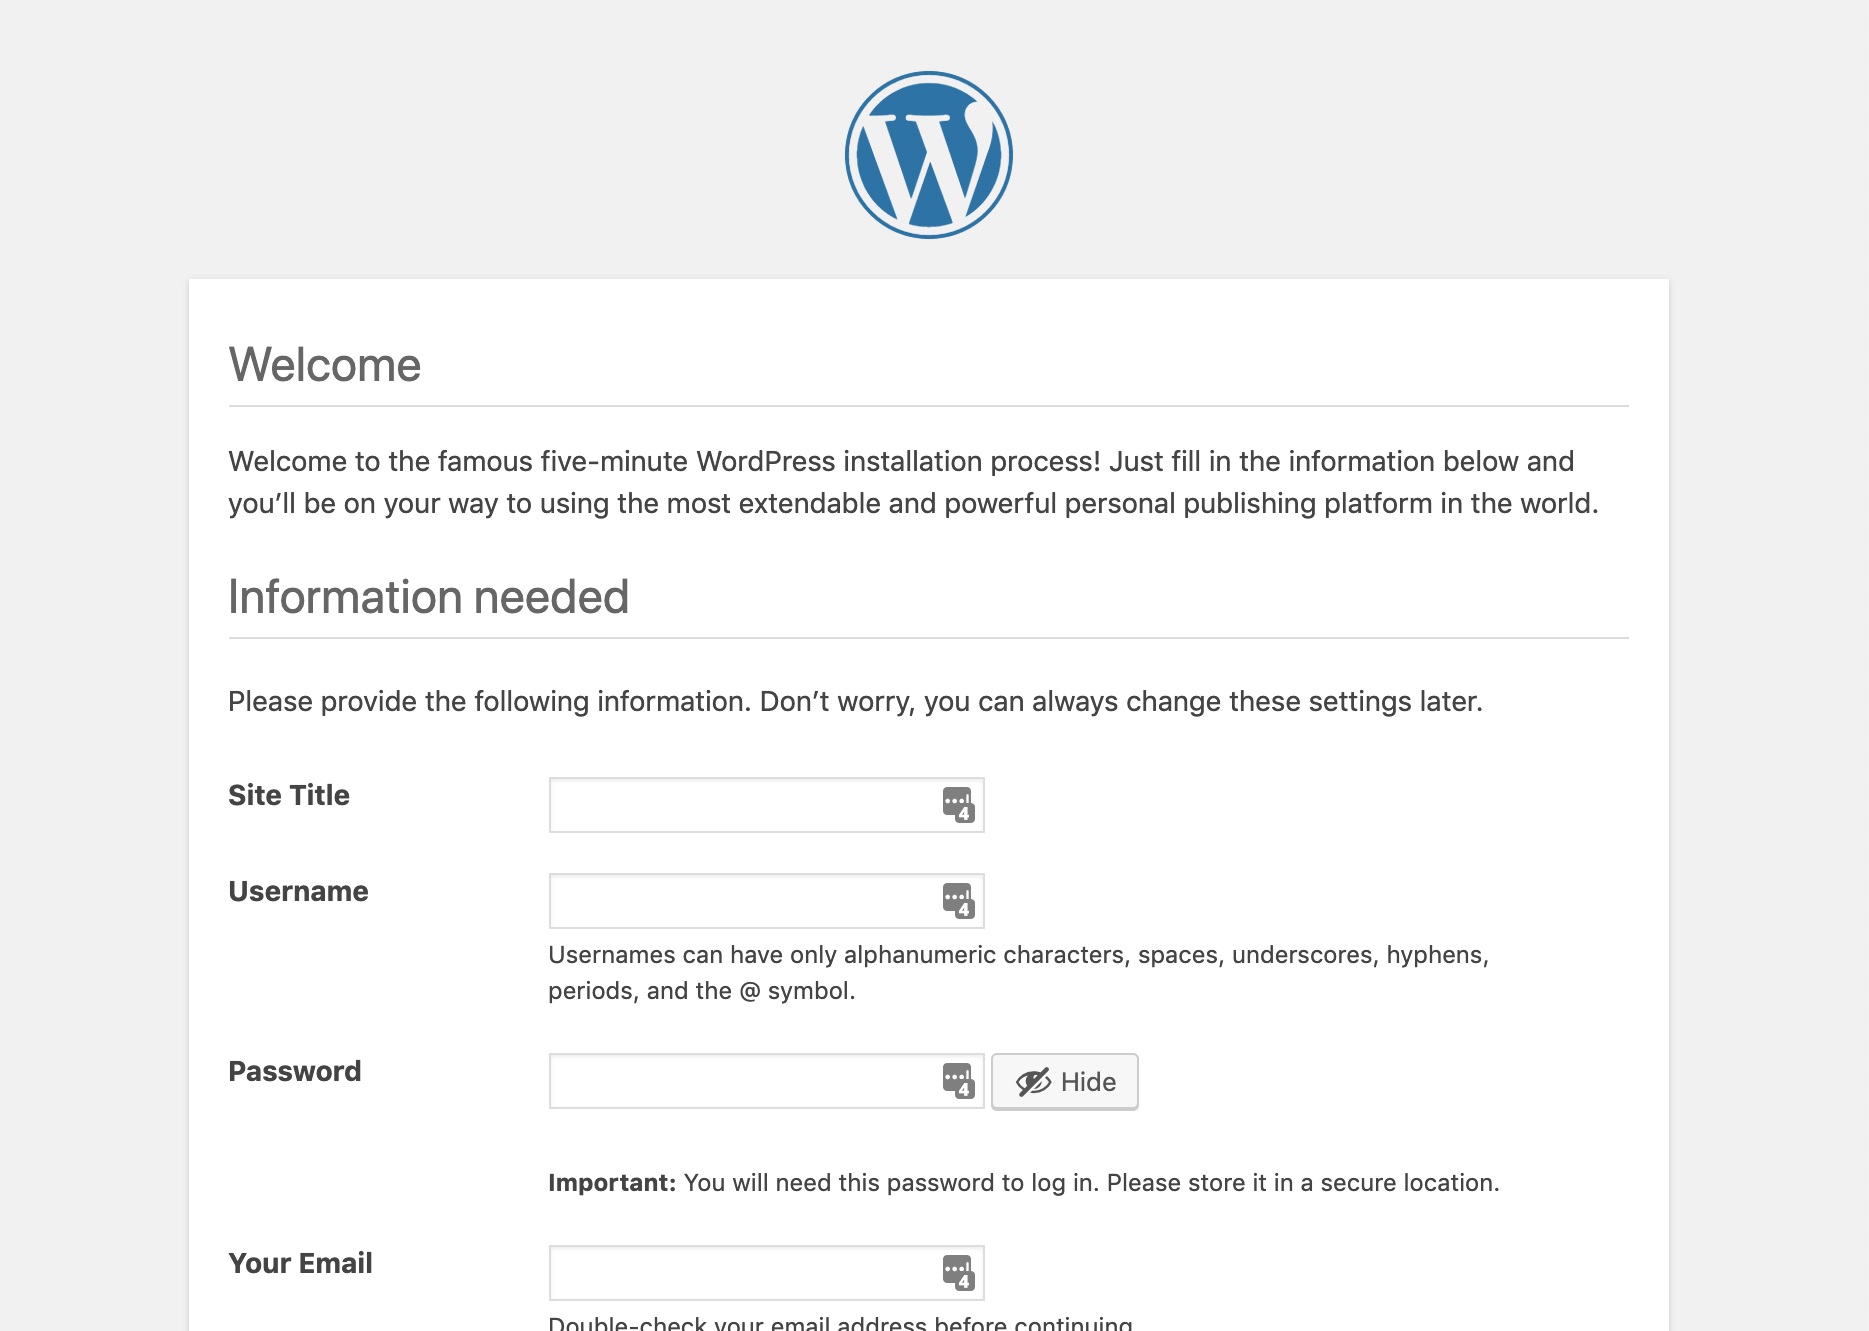 Welcome
Welcome to the famous five-minute WordPress installation process! Just fill in the information below and
you’ll be on your way to using the most extendable and powerful personal publishing platform in the world.
Information needed
Please provide the following information. Don’t worry, you can always change these settings later.
Site Title
4
Username
4
Usernames can have only alphanumeric characters, spaces, underscores, hyphens,
periods, and the @ symbol.
Password
4
Hide
Important: You will need this password to log in. Please store it in a secure location.
Your Email
4
Double-check your email address before continuing.